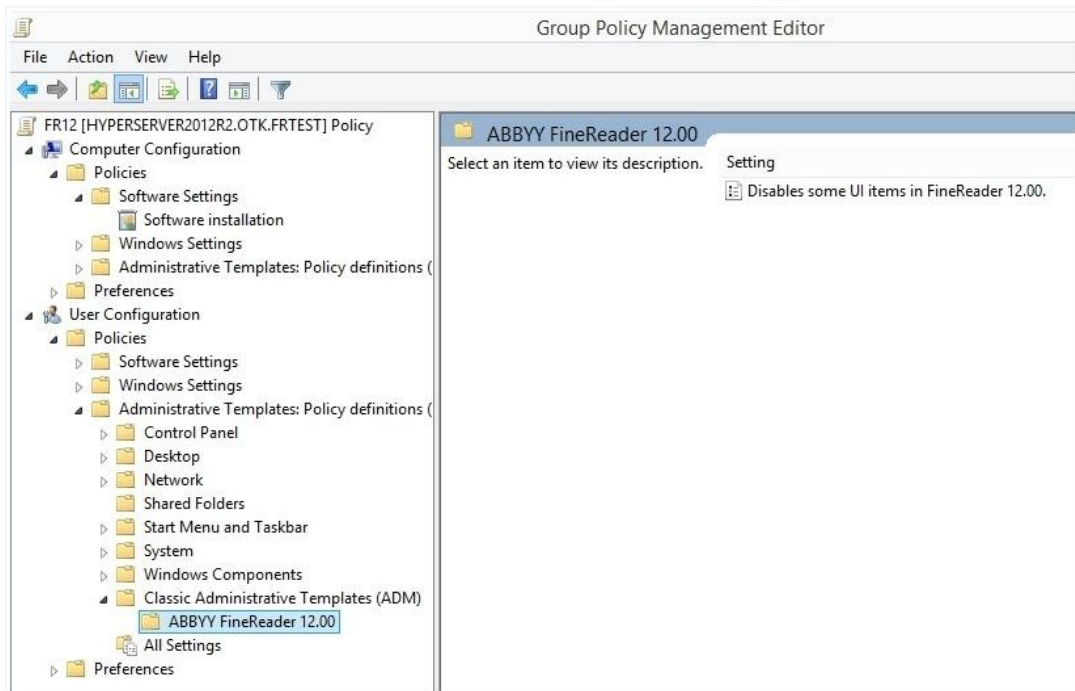 Group Policy Management Editor
File Action View Help
FR12 [HYPERSERVER2012R2.OTK.FRTEST] Policy
Computer Configuration
Policies
Software Settings
Software installation
Windows Settings
Administrative Templates: Policy definitions (
Preferences
User Configuration
Policies
Software Settings
Windows Settings
Administrative Templates: Policy definitions (
Control Panel
Desktop
Network
Shared Folders
Start Menu and Taskbar
System
Windows Components
Classic Administrative Templates (ADM)
ABBYY FineReader 12.00
All Settings
Preferences
ABBYY FineReader 12.00
Select an item to view its description.
Setting
Disables some UI items in FineReader 12.00.